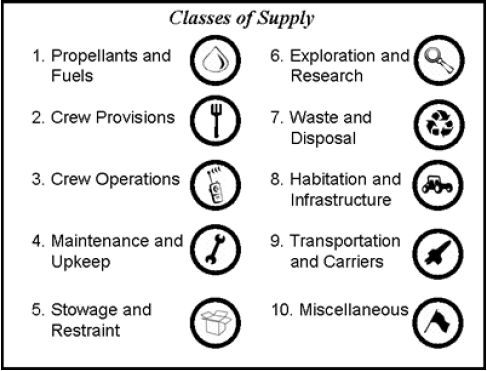 Classes of Supply
1. Propellants and
Fuels
2. Crew Provisions
3. Crew Operations
4. Maintenance and
Upkeep
5. Stowage and
Restraint
6. Exploration and
Research
7. Waste and
Disposal
8. Habitation and
Infrastructure
9. Transportation
and Carriers
10. Miscellaneous